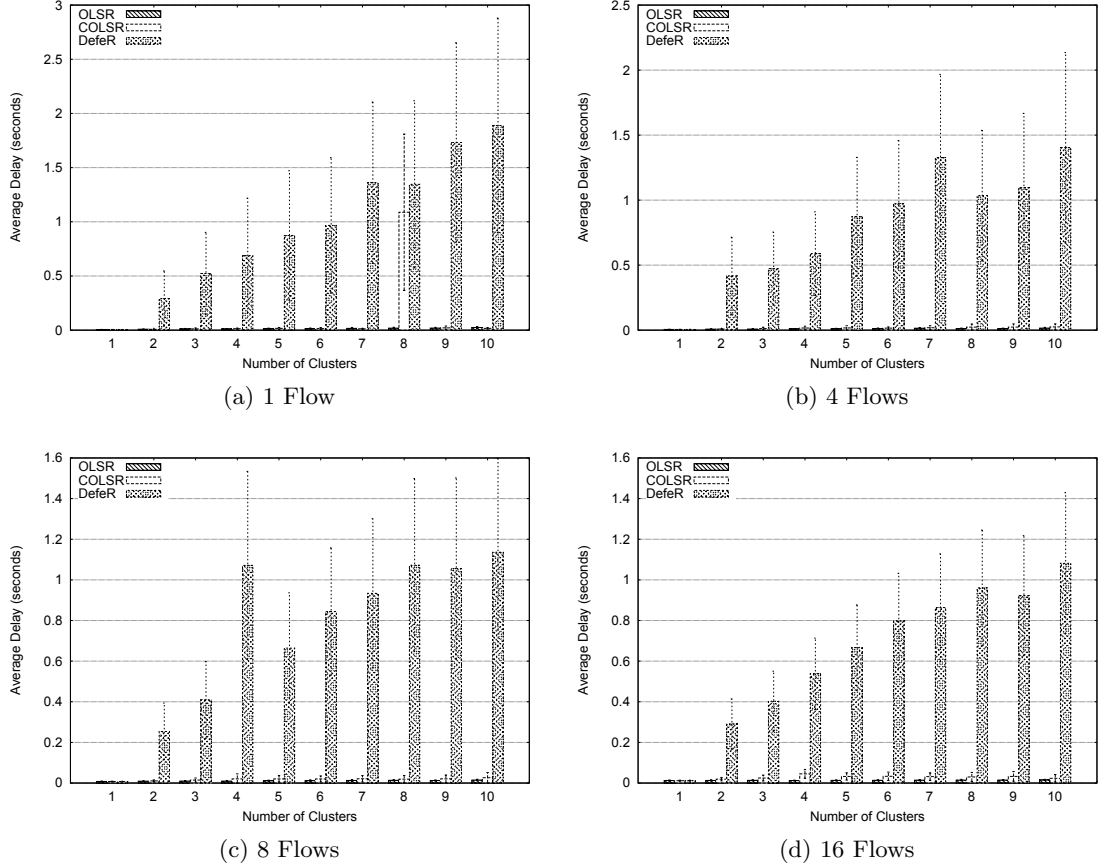 OLSR
COLSR
DefeR
3
2.5
2
1.5
1
0.5
0
Average Delay (seconds)
1 2 3 4 5 6 7 8 9 10
Number of Clusters
(a) 1 Flow
OLSR
COLSR
DefeR
2.5
2
1.5
1
0.5
0
Average Delay (seconds)
1 2 3 4 5 6 7 8 9 10
Number of Clusters
(b) 4 Flows
OLSR
COLSR
DefeR
1.6
1.4
1.2
1
0.8
0.6
0.4
0.2
0
Average Delay (seconds)
1 2 3 4 5 6 7 8 9 10
Number of Clusters
(c) 8 Flows
OLSR
COLSR
DefeR
1.6
1.4
1.2
1
0.8
0.6
0.4
0.2
0
Average Delay (seconds)
1 2 3 4 5 6 7 8 9 10
Number of Clusters
(d) 16 Flows